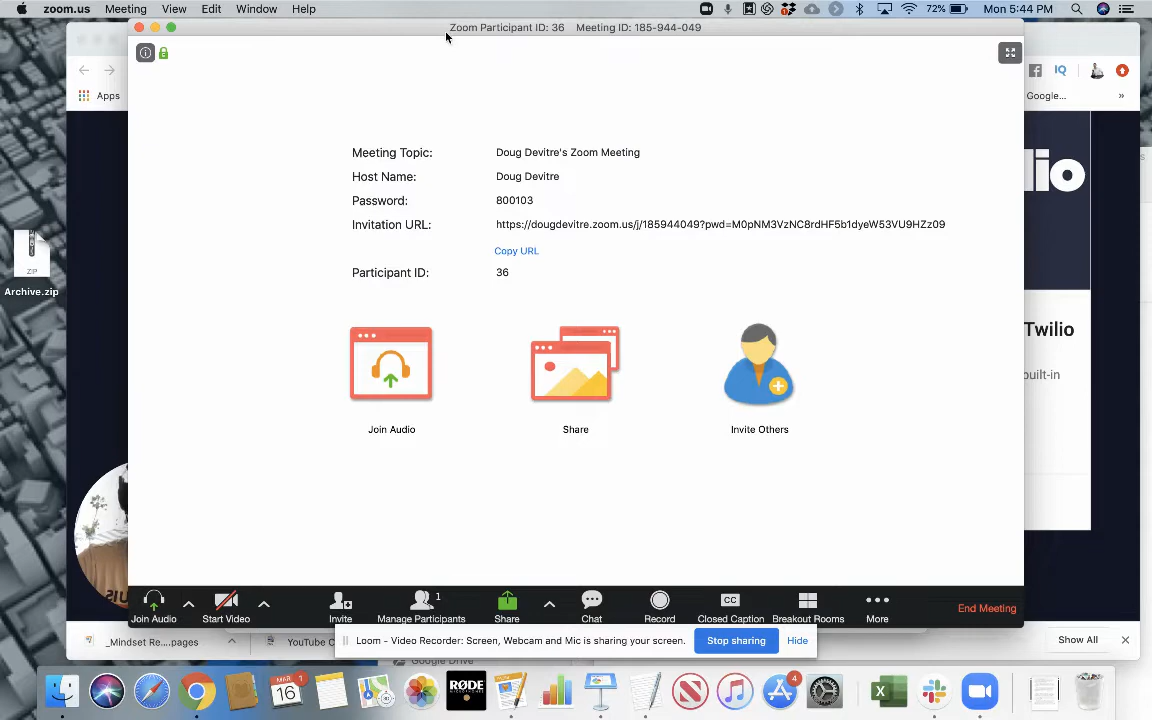 zoom.us Meeting View Edit Window Help 72% Mon 5:44 PM
Zoom Participant ID: 36 Meeting ID: 185-944-049
IQ
Apps
Google... »
lio
Meeting Topic: Doug Devitre's Zoom Meeting
Host Name: Doug Devitre
Password: 800103
Invitation URL: https://dougdevitre.zoom.us/j/185944049?pwd=M0pNM3VzNC8rdHF5b1dyeW53VU9HZz09
Copy URL
Participant ID: 36
ZIP
Archive.zip
Twilio
built-in
Join Audio Share Invite Others
1
CC
Join Audio Start Video Invite Manage Participants Share Chat Record Closed Caption Breakout Rooms More End Meeting
_Mindset Re....pages YouTube C
Loom - Video Recorder: Screen, Webcam and Mic is sharing your screen. Stop sharing Hide
Show All
Google Drive
MAR 1
16
RØDE
4